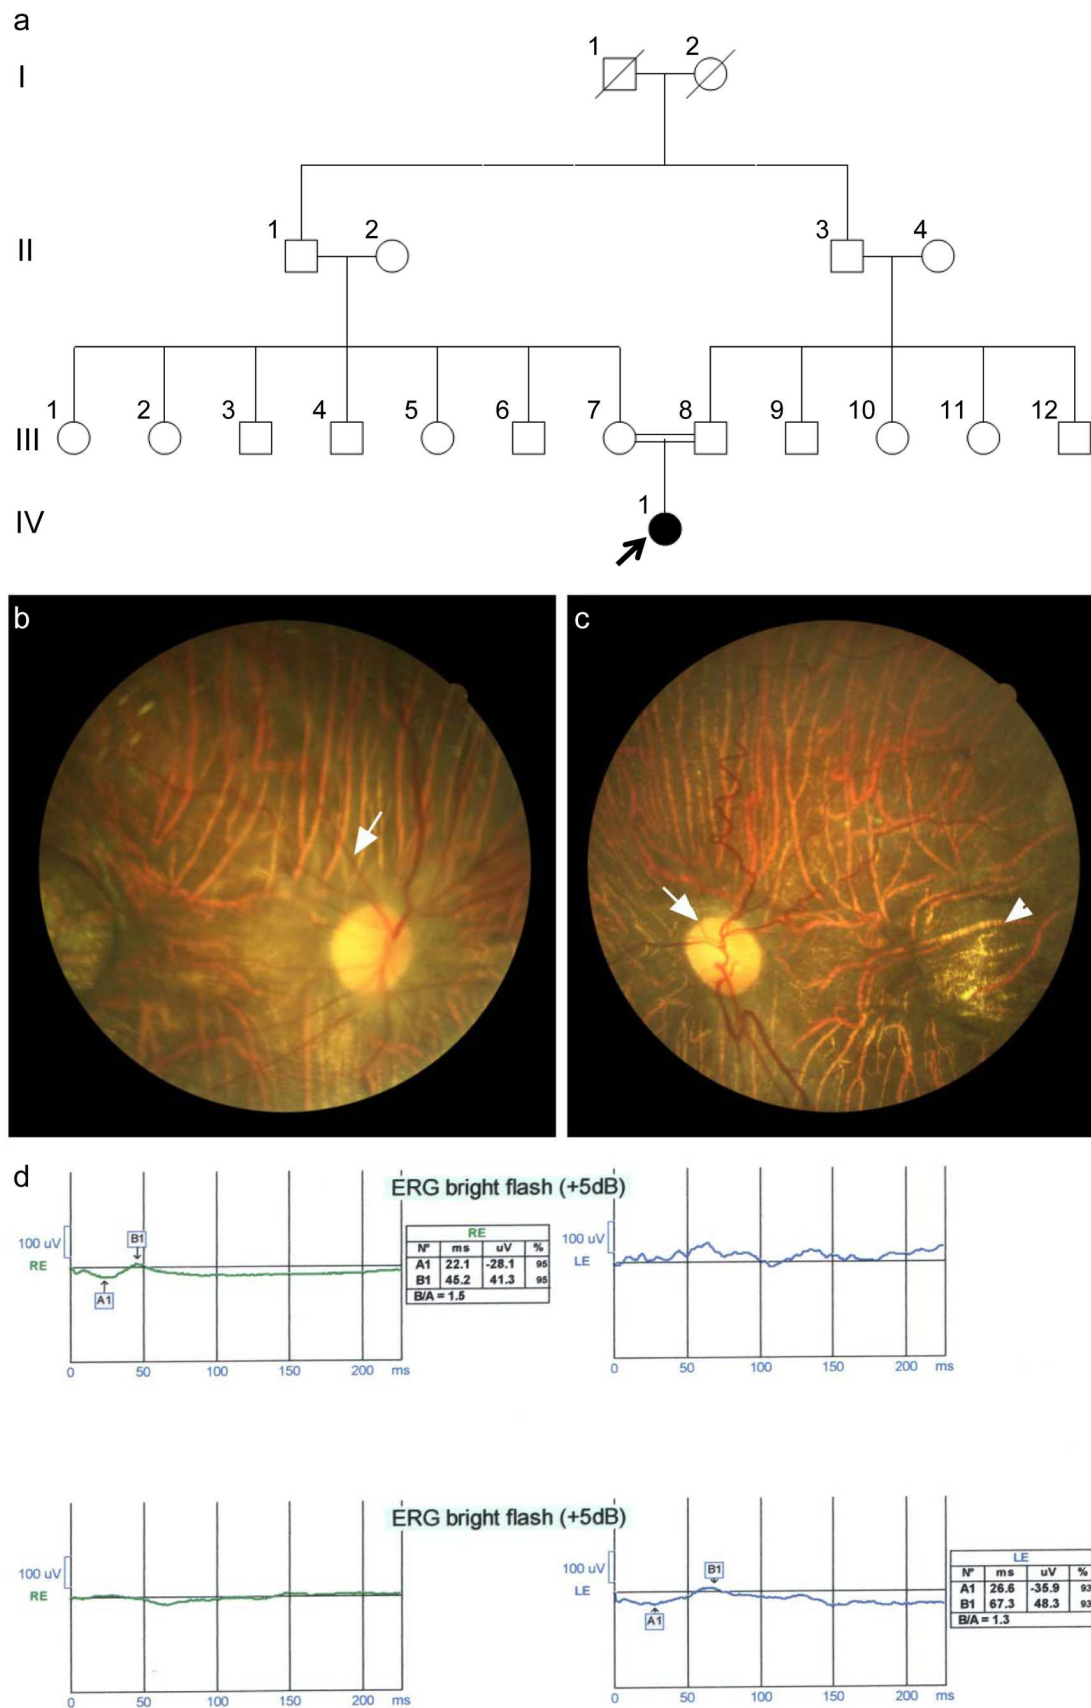 a
I
1 2
II
1 2 3 4
III
1 2 3 4 5 6 7 8 9 10 11 12
IV
1
b
c
d
ERG bright flash (+5dB)
100 uV
RE
B1
A1
0 50 100 150 200 ms
RE
N° ms uV %
A1 22.1 -28.1 95
B1 45.2 41.3 95
B/A = 1.5
100 uV
LE
0 50 100 150 200 ms
ERG bright flash (+5dB)
100 uV
RE
0 50 100 150 200 ms
100 uV
LE
B1
A1
0 50 100 150 200 ms
LE
N° ms uV %
A1 26.6 -35.9 93
B1 67.3 48.3 93
B/A = 1.3